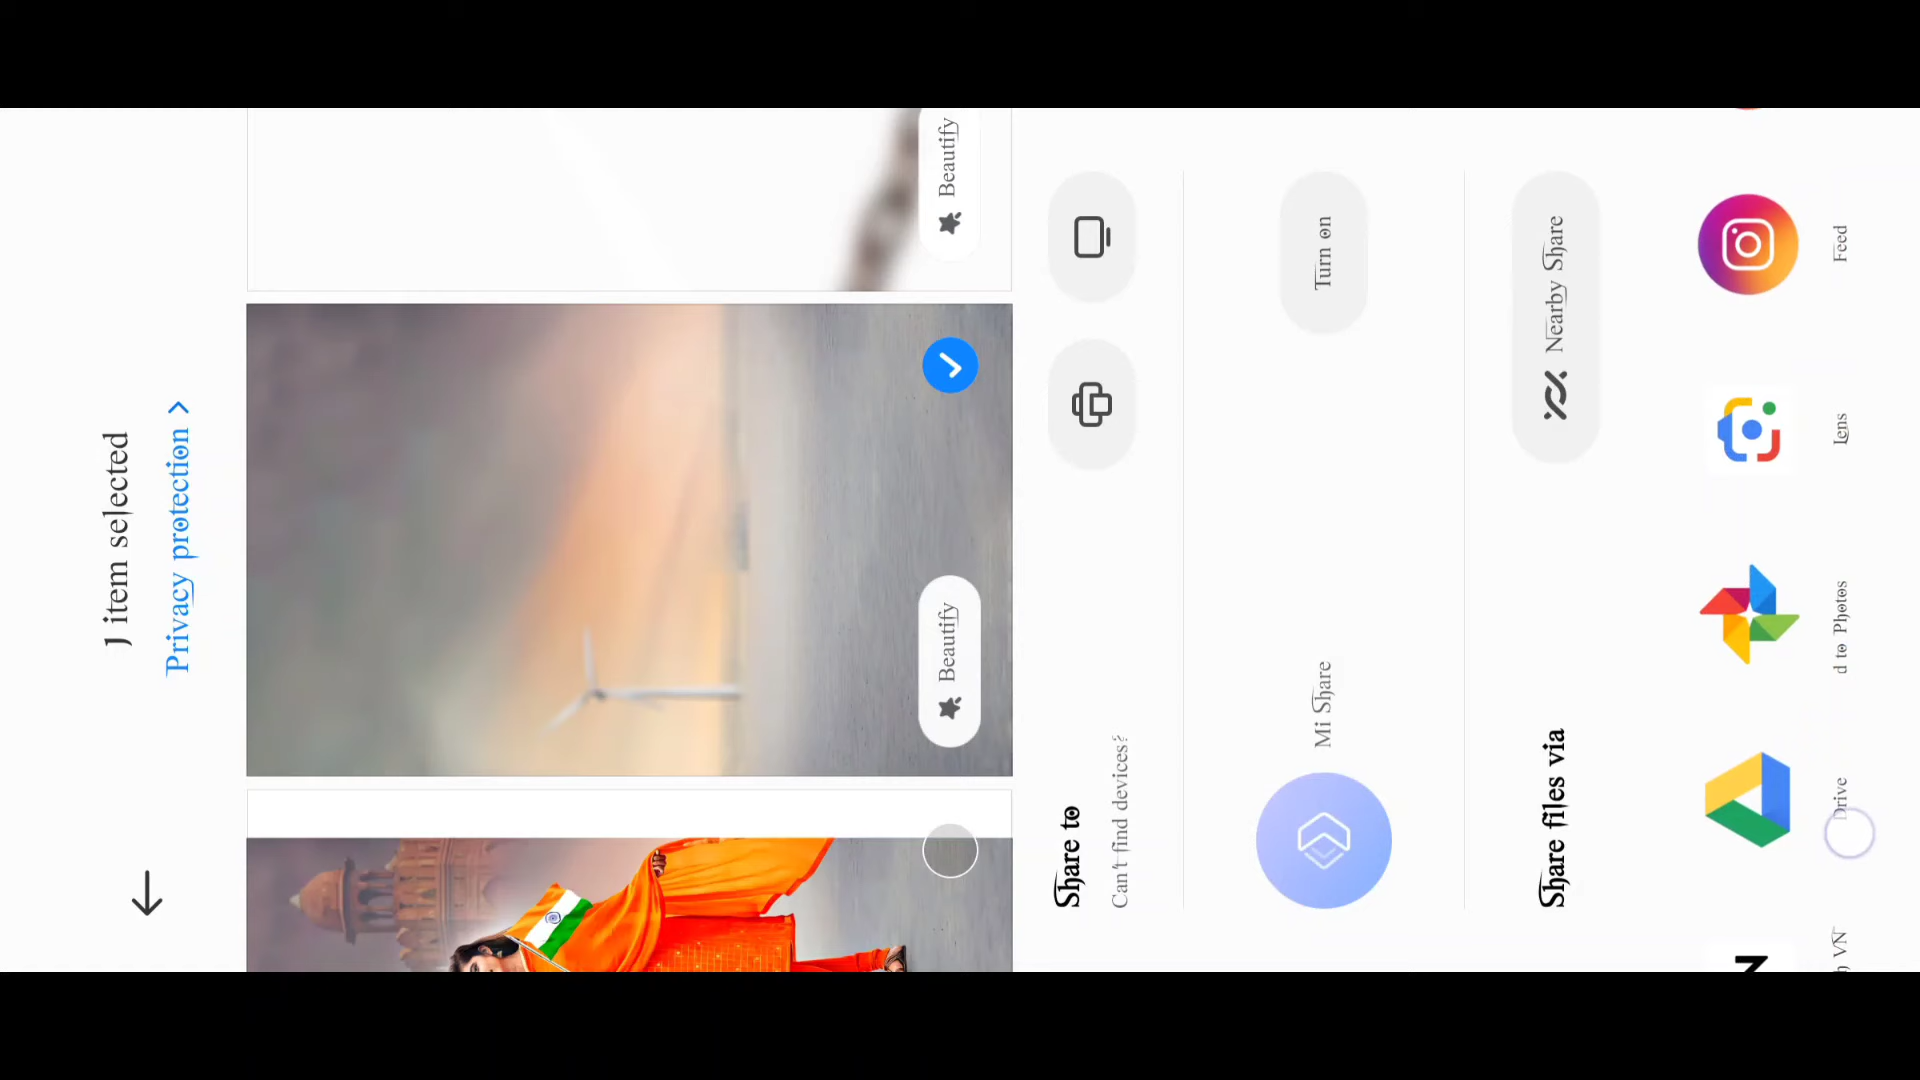 1 item selected
Privacy protection >
Beautify
Beautify
Share to
Can't find devices?
Mi Share
Turn on
Share files via
Nearby Share
VN
Drive
d to Photos
Lens
Feed